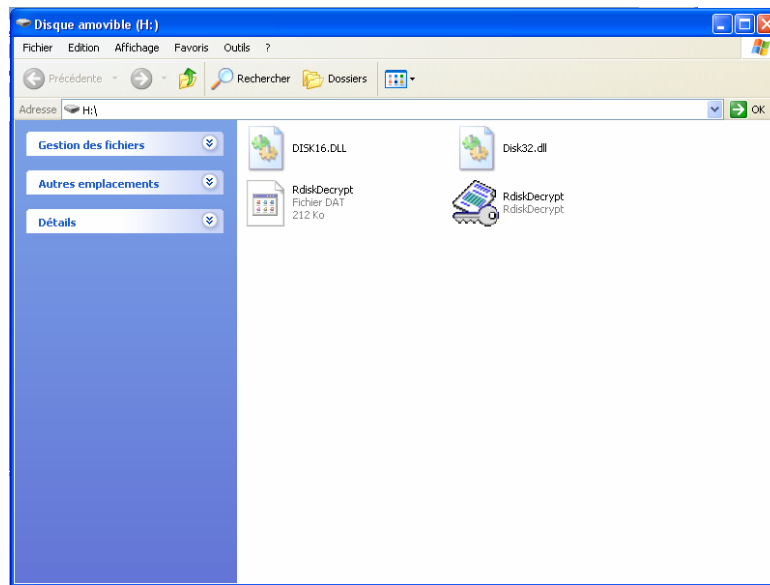 Disque amovible (H:)
Fichier Edition Affichage Favoris Outils ?
Précédente Rechercher Dossiers
Adresse H:\ OK
Gestion des fichiers
Autres emplacements
Détails
DISK16.DLL Disk32.dll
RdiskDecrypt
Fichier DAT
212 Ko
RdiskDecrypt
RdiskDecrypt